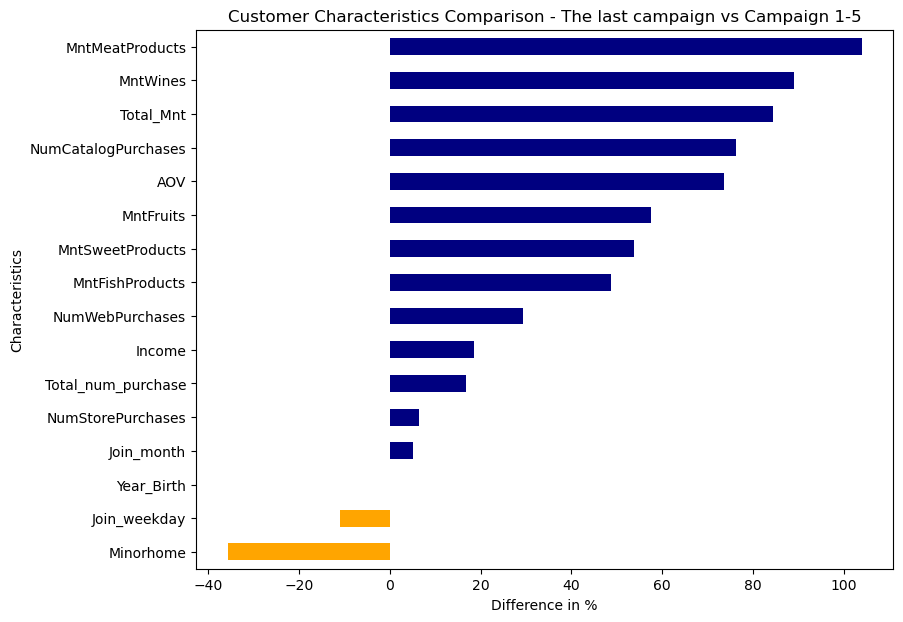 Customer Characteristics Comparison - The last campaign vs Campaign 1-5
Characteristics
MntMeatProducts
MntWines
Total_Mnt
NumCatalogPurchases
AOV
MntFruits
MntSweetProducts
MntFishProducts
NumWebPurchases
Income
Total_num_purchase
NumStorePurchases
Join_month
Year_Birth
Join_weekday
Minorhome
−40 −20 0 20 40 60 80 100
Difference in %